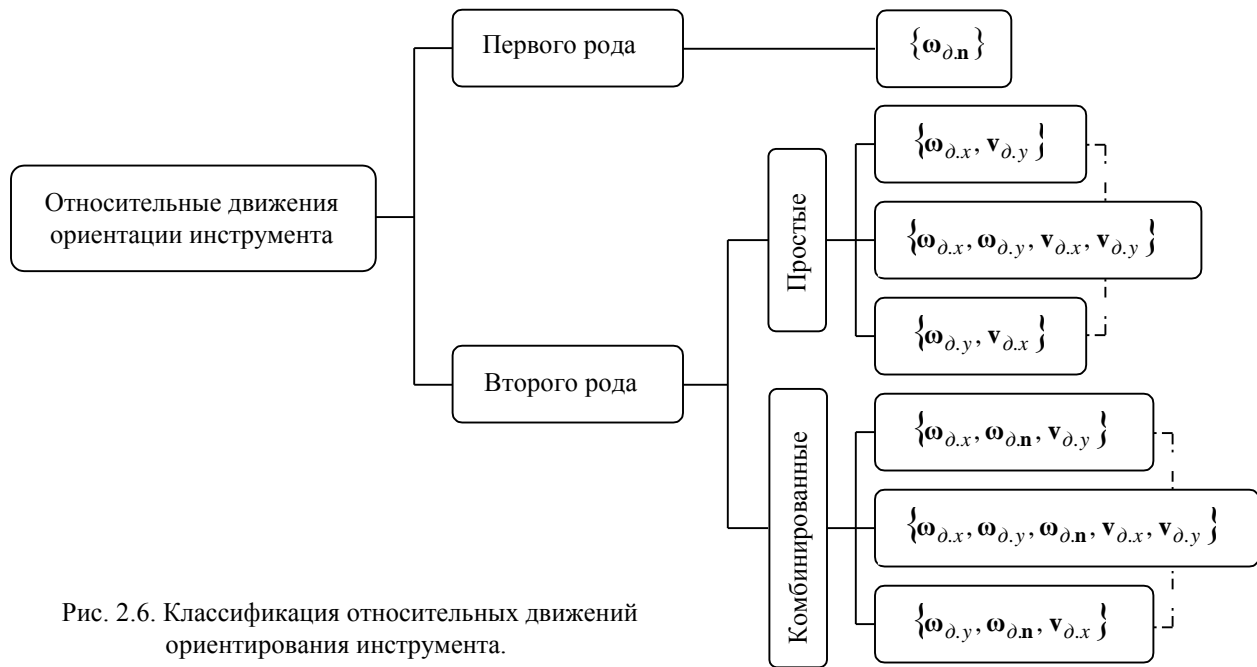 Первого рода
{ω∂.n}
{ω∂.x, v∂.y}
Относительные движения
ориентации инструмента
Простые
{ω∂.x, ω∂.y, v∂.x, v∂.y}
{ω∂.y, v∂.x}
Второго рода
Комбинированные
{ω∂.x, ω∂.n, v∂.y}
{ω∂.x, ω∂.y, ω∂.n, v∂.x, v∂.y}
{ω∂.y, ω∂.n, v∂.x}
Рис. 2.6. Классификация относительных движений
ориентирования инструмента.